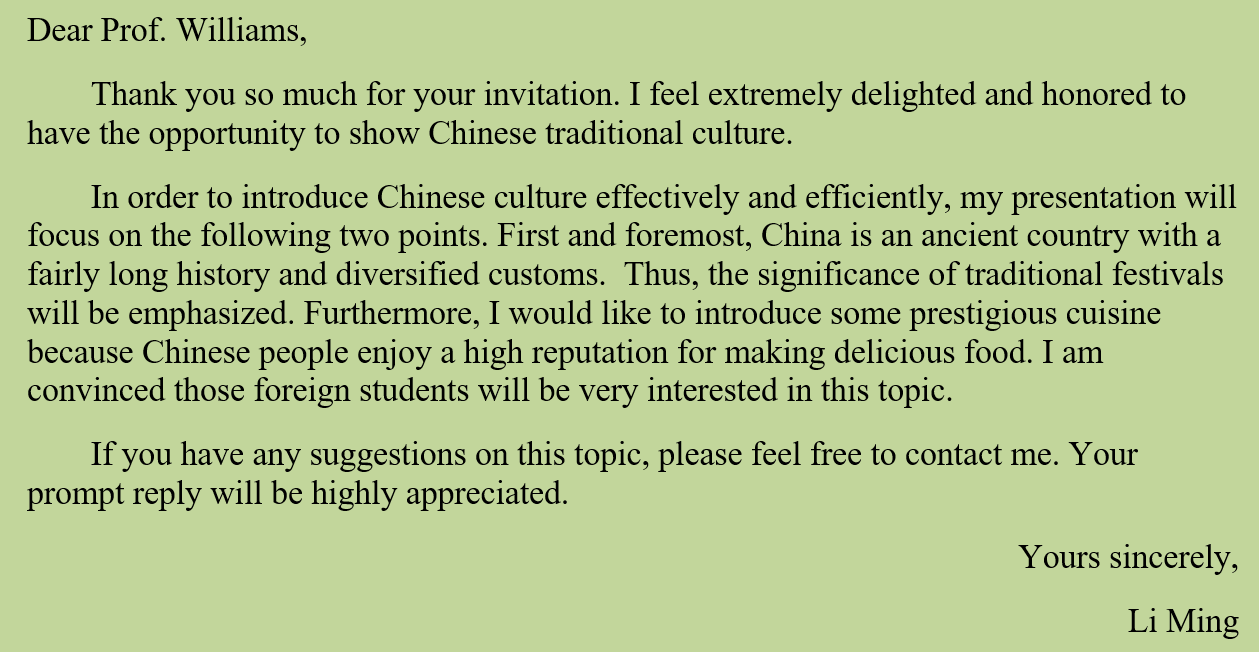 Dear Prof. Williams,
Thank you so much for your invitation. I feel extremely delighted and honored to
have the opportunity to show Chinese traditional culture.
In order to introduce Chinese culture effectively and efficiently, my presentation will
focus on the following two points. First and foremost, China is an ancient country with a
fairly long history and diversified customs.  Thus, the significance of traditional festivals
will be emphasized. Furthermore, I would like to introduce some prestigious cuisine
because Chinese people enjoy a high reputation for making delicious food. I am
convinced those foreign students will be very interested in this topic.
If you have any suggestions on this topic, please feel free to contact me. Your
prompt reply will be highly appreciated.
Yours sincerely,
Li Ming